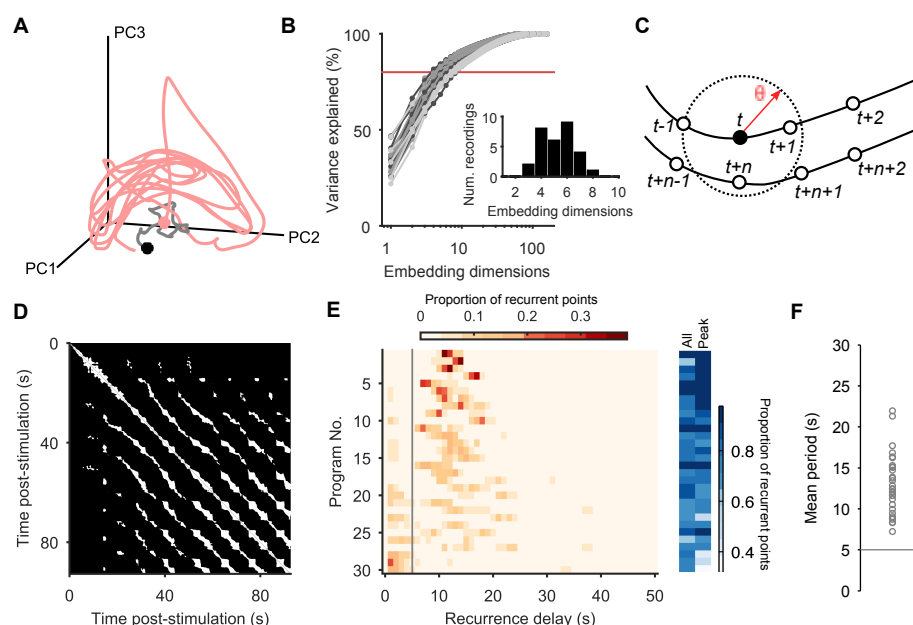 A
PC3
PC2
PC1
B
Variance explained (%)
100
50
0
1
10
100
Embedding dimensions
Num. recordings
10
5
0
2
4
6
8
10
Embedding dimensions
C
θ
t
t-1
t+1
t+2
t+n
t+n-1
t+n+1
t+n+2
D
Time post-stimulation (s)
0
40
80
0
20
40
60
80
Time post-stimulation (s)
E
Proportion of recurrent points
0
0.1
0.2
0.3
Program No.
5
10
15
20
25
30
0
10
20
30
40
50
Recurrence delay (s)
All
Peak
0.8
0.6
0.4
Proportion of recurrent points
F
Mean period (s)
30
25
20
15
10
5
0